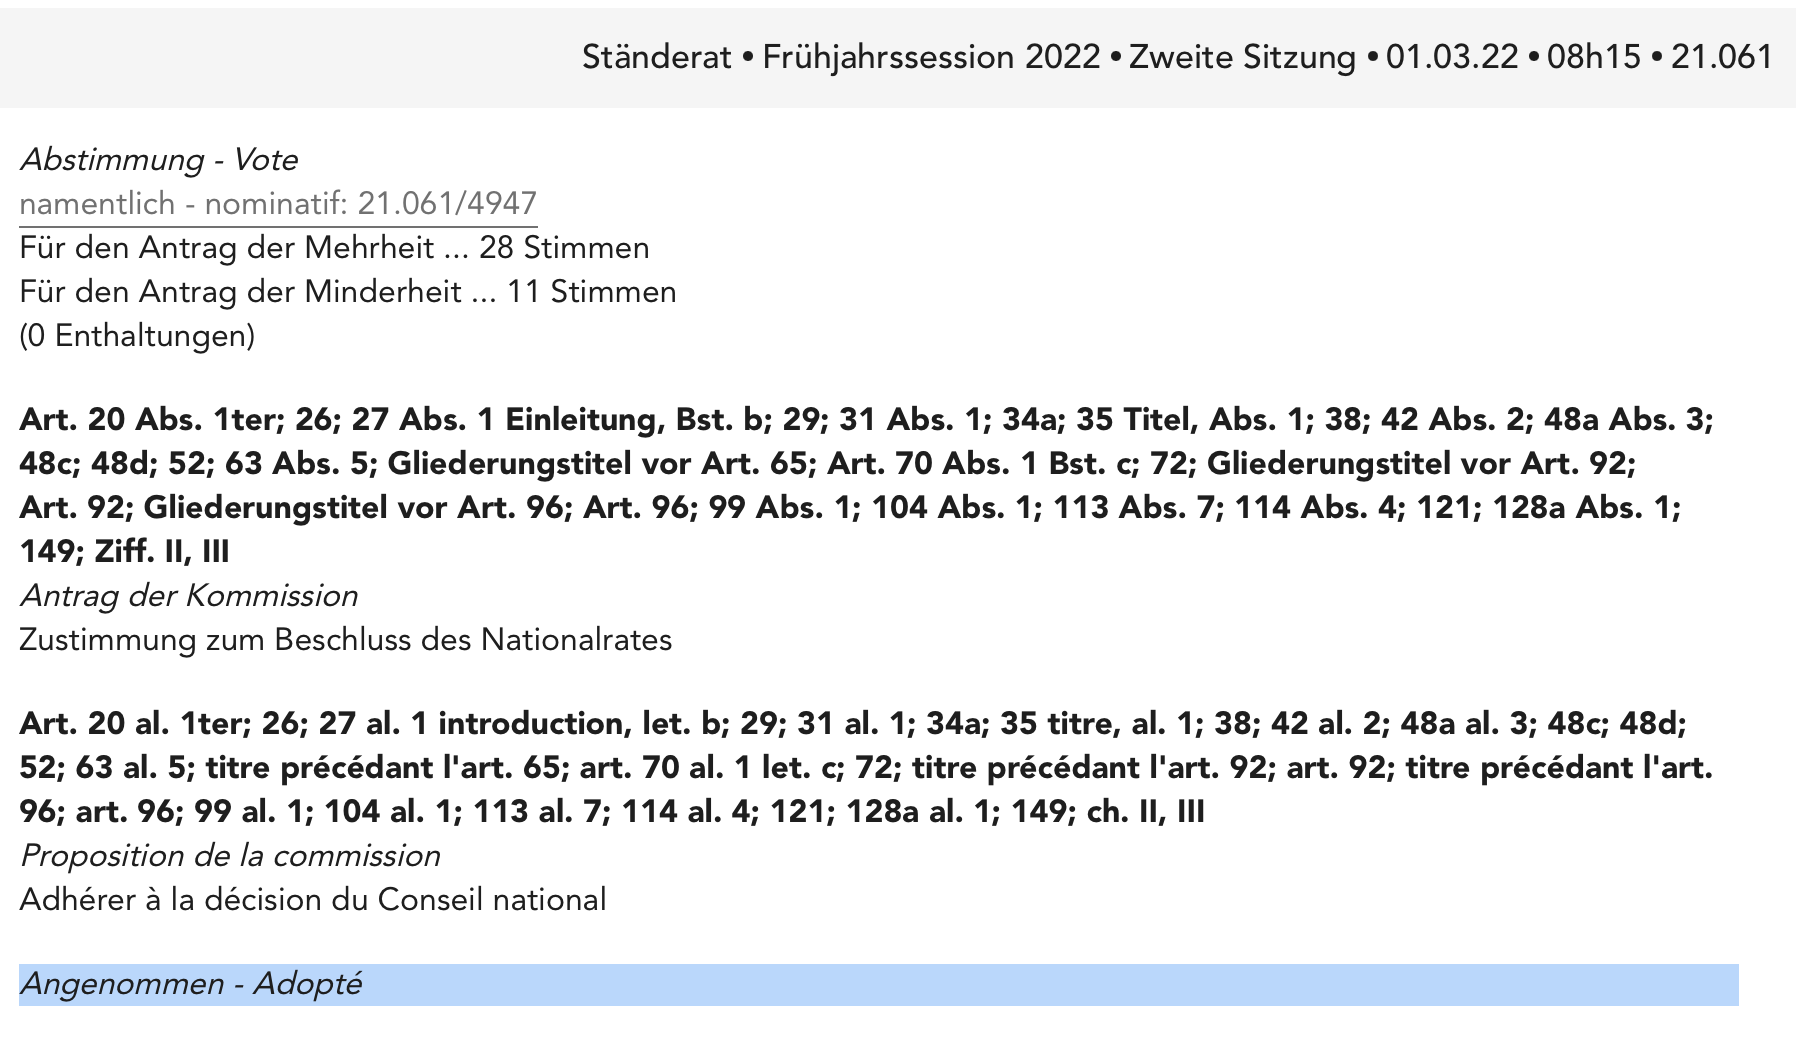 Ständerat • Frühjahrssession 2022 • Zweite Sitzung • 01.03.22 • 08h15 • 21.061
Abstimmung - Vote
namentlich - nominatif: 21.061/4947
Für den Antrag der Mehrheit ... 28 Stimmen
Für den Antrag der Minderheit ... 11 Stimmen
(0 Enthaltungen)
Art. 20 Abs. 1ter; 26; 27 Abs. 1 Einleitung, Bst. b; 29; 31 Abs. 1; 34a; 35 Titel, Abs. 1; 38; 42 Abs. 2; 48a Abs. 3;
48c; 48d; 52; 63 Abs. 5; Gliederungstitel vor Art. 65; Art. 70 Abs. 1 Bst. c; 72; Gliederungstitel vor Art. 92;
Art. 92; Gliederungstitel vor Art. 96; Art. 96; 99 Abs. 1; 104 Abs. 1; 113 Abs. 7; 114 Abs. 4; 121; 128a Abs. 1;
149; Ziff. II, III
Antrag der Kommission
Zustimmung zum Beschluss des Nationalrates
Art. 20 al. 1ter; 26; 27 al. 1 introduction, let. b; 29; 31 al. 1; 34a; 35 titre, al. 1; 38; 42 al. 2; 48a al. 3; 48c; 48d;
52; 63 al. 5; titre précédant l'art. 65; art. 70 al. 1 let. c; 72; titre précédant l'art. 92; art. 92; titre précédant l'art.
96; art. 96; 99 al. 1; 104 al. 1; 113 al. 7; 114 al. 4; 121; 128a al. 1; 149; ch. II, III
Proposition de la commission
Adhérer à la décision du Conseil national
Angenommen - Adopté